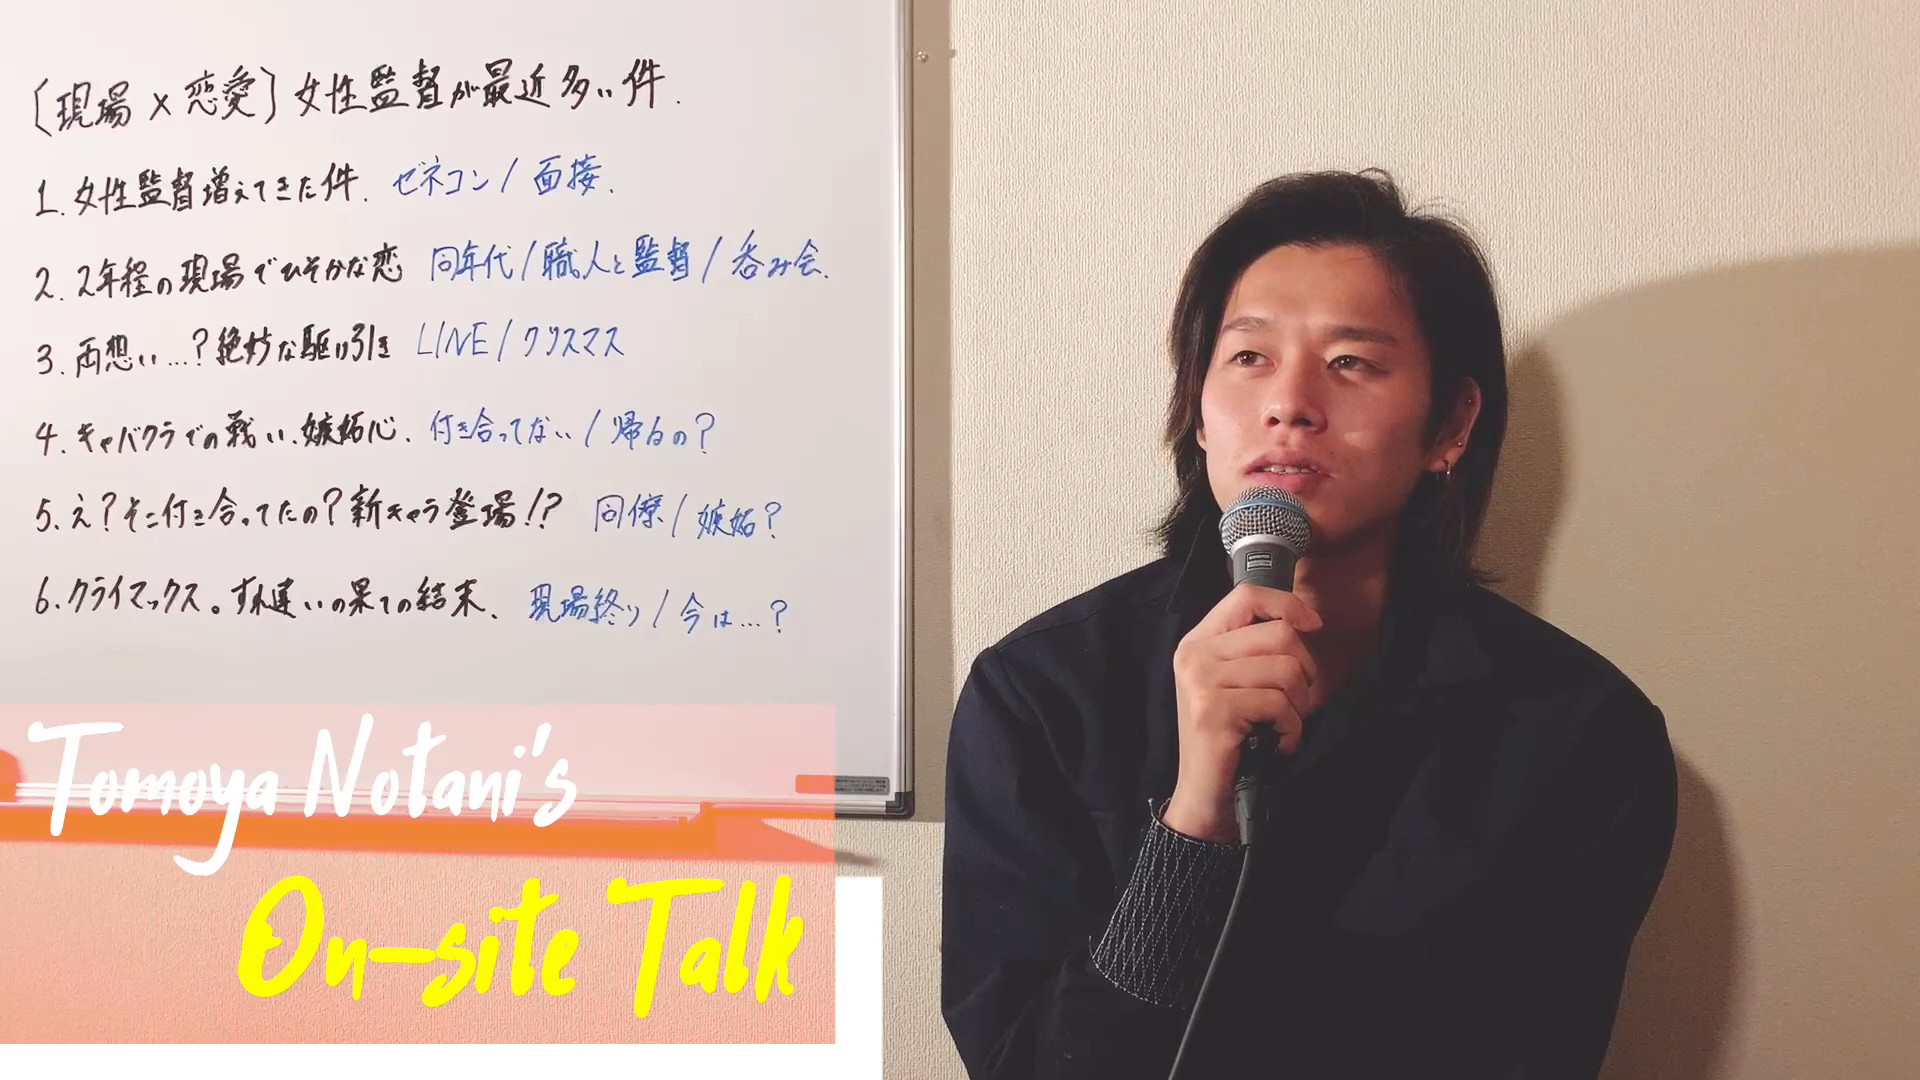 〔現場×恋愛〕女性監督が最近多い件.
1. 女性監督増えてきた件. ゼネコン/面接.
2. 2年程の現場でひそかな恋 同年代/職人と監督/呑み会.
3. 両想い…?絶妙な駆け引き LINE/クリスマス
4. キャバクラでの戦い、嫉妬心. 付き合ってない/帰るの?
5. え?そこ付き合ってたの?新キャラ登場!? 同僚/嫉妬?
6. クライマックス。すれ違いの果ての結末. 現場終り/今は…?
Tomoya Notani's
On-site Talk